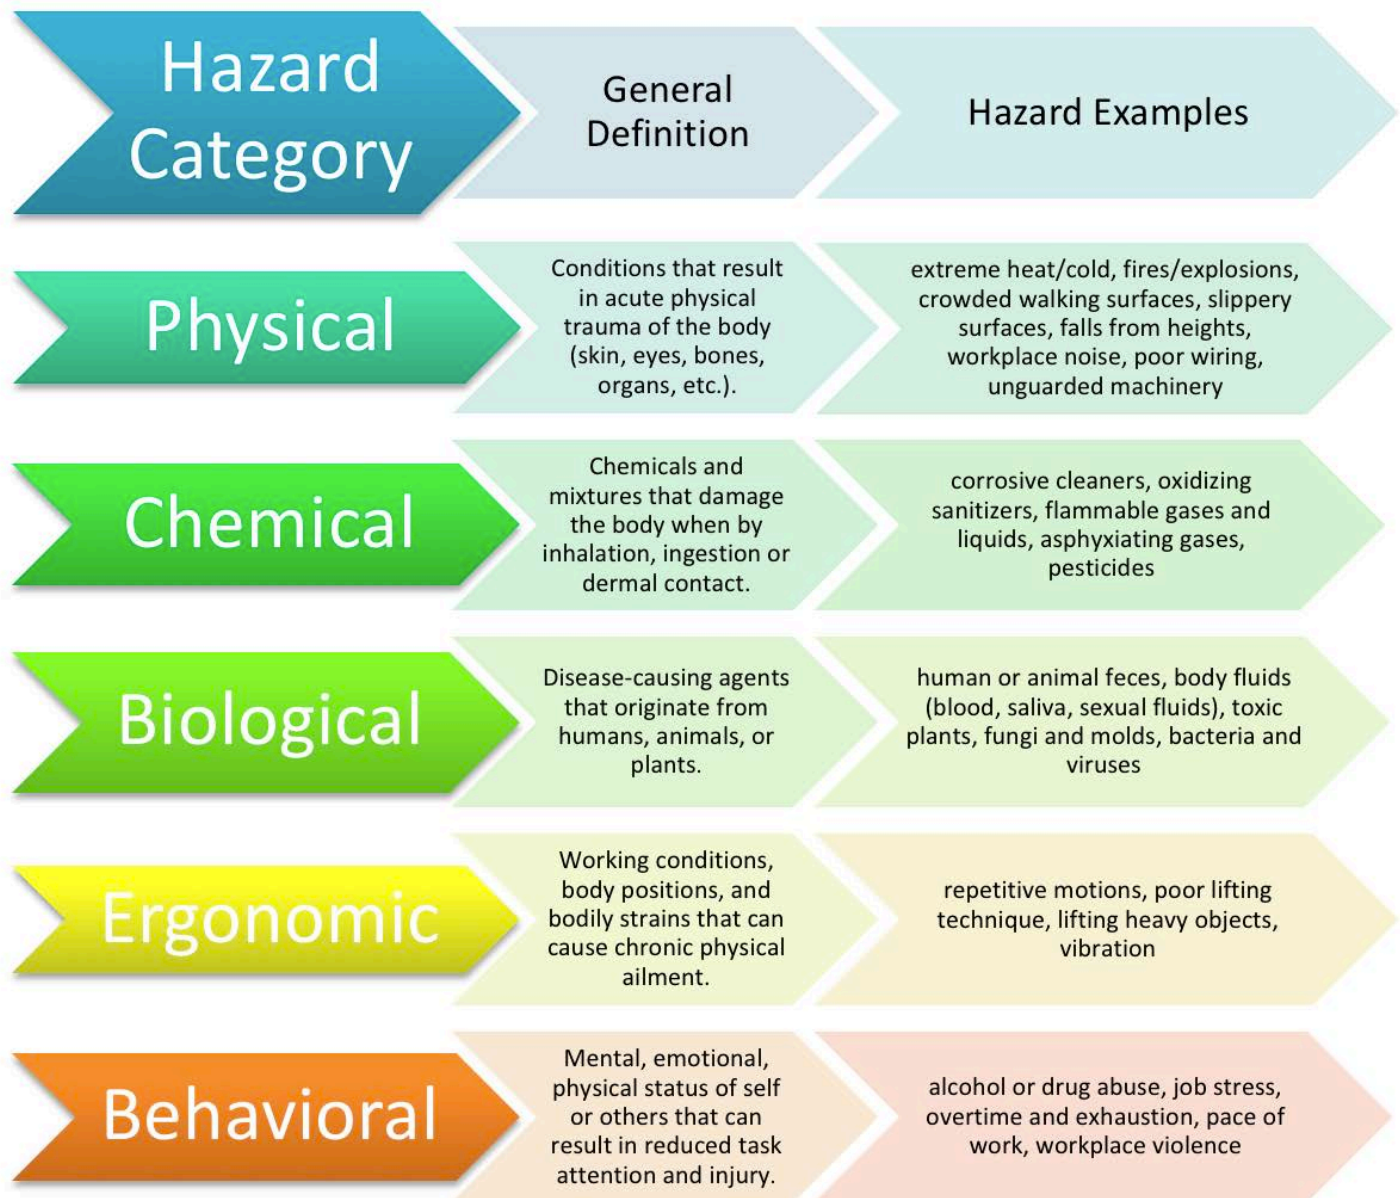 Hazard
Category
General
Definition
Hazard Examples
Physical
Conditions that result
in acute physical
trauma of the body
(skin, eyes, bones,
organs, etc.).
extreme heat/cold, fires/explosions,
crowded walking surfaces, slippery
surfaces, falls from heights,
workplace noise, poor wiring,
unguarded machinery
Chemical
Chemicals and
mixtures that damage
the body when by
inhalation, ingestion or
dermal contact.
corrosive cleaners, oxidizing
sanitizers, flammable gases and
liquids, asphyxiating gases,
pesticides
Biological
Disease-causing agents
that originate from
humans, animals, or
plants.
human or animal feces, body fluids
(blood, saliva, sexual fluids), toxic
plants, fungi and molds, bacteria and
viruses
Ergonomic
Working conditions,
body positions, and
bodily strains that can
cause chronic physical
ailment.
repetitive motions, poor lifting
technique, lifting heavy objects,
vibration
Behavioral
Mental, emotional,
physical status of self
or others that can
result in reduced task
attention and injury.
alcohol or drug abuse, job stress,
overtime and exhaustion, pace of
work, workplace violence